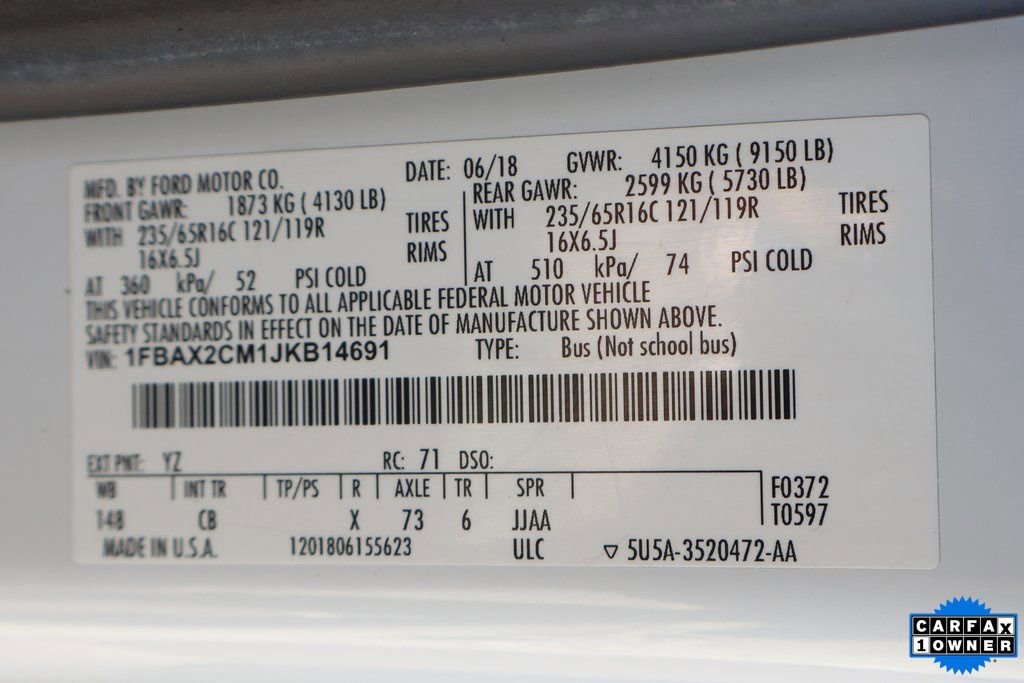 MFD. BY FORD MOTOR CO. DATE: 06/18 GVWR: 4150 KG ( 9150 LB)
FRONT GAWR: 1873 KG ( 4130 LB) REAR GAWR: 2599 KG ( 5730 LB)
WITH 235/65R16C 121/119R TIRES WITH 235/65R16C 121/119R TIRES
16X6.5J RIMS 16X6.5J RIMS
AT 360 kPa/ 52 PSI COLD AT 510 kPa/ 74 PSI COLD
THIS VEHICLE CONFORMS TO ALL APPLICABLE FEDERAL MOTOR VEHICLE
SAFETY STANDARDS IN EFFECT ON THE DATE OF MANUFACTURE SHOWN ABOVE.
VIN: 1FBAX2CM1JKB14691 TYPE: Bus (Not school bus)
EXT PNT: YZ RC: 71 DSO:
WB INT TR TP/PS R AXLE TR SPR F0372
148 CB X 73 6 JJAA T0597
MADE IN U.S.A. 1201806155623 ULC ▽ 5U5A-3520472-AA
CARFAX
1 OWNER